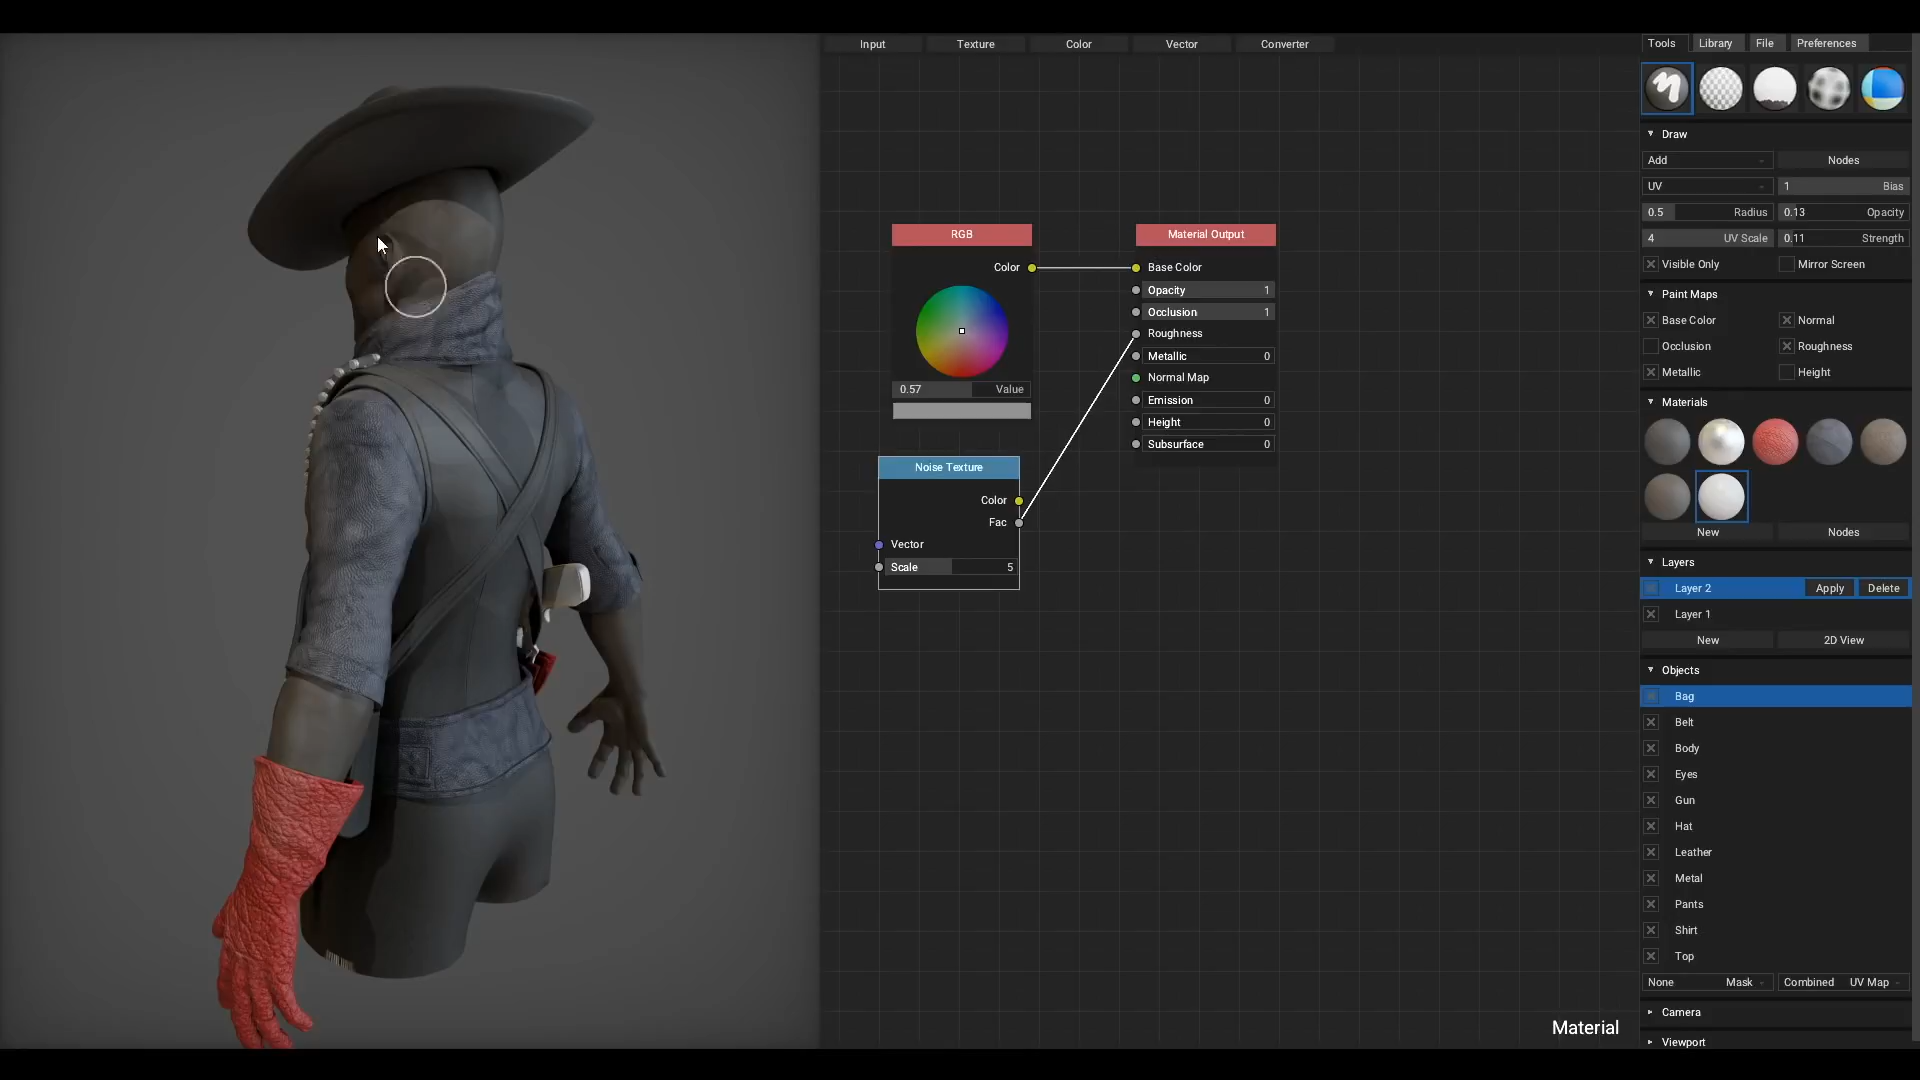 Input Texture Color Vector Converter
Tools Library File Preferences
RGB
Color
0.57 Value
Noise Texture
Color
Fac
Vector
Scale 5
Material Output
Base Color
Opacity 1
Occlusion 1
Roughness
Metallic 0
Normal Map
Emission 0
Height 0
Subsurface 0
Material
Draw
Add Nodes
UV 1 Bias
0.5 Radius 0.13 Opacity
4 UV Scale 0.11 Strength
Visible Only Mirror Screen
Paint Maps
Base Color Normal
Occlusion Roughness
Metallic Height
Materials
New Nodes
Layers
Layer 2 Apply Delete
Layer 1
New 2D View
Objects
Bag
Belt
Body
Eyes
Gun
Hat
Leather
Metal
Pants
Shirt
Top
None Mask Combined UV Map
Camera
Viewport